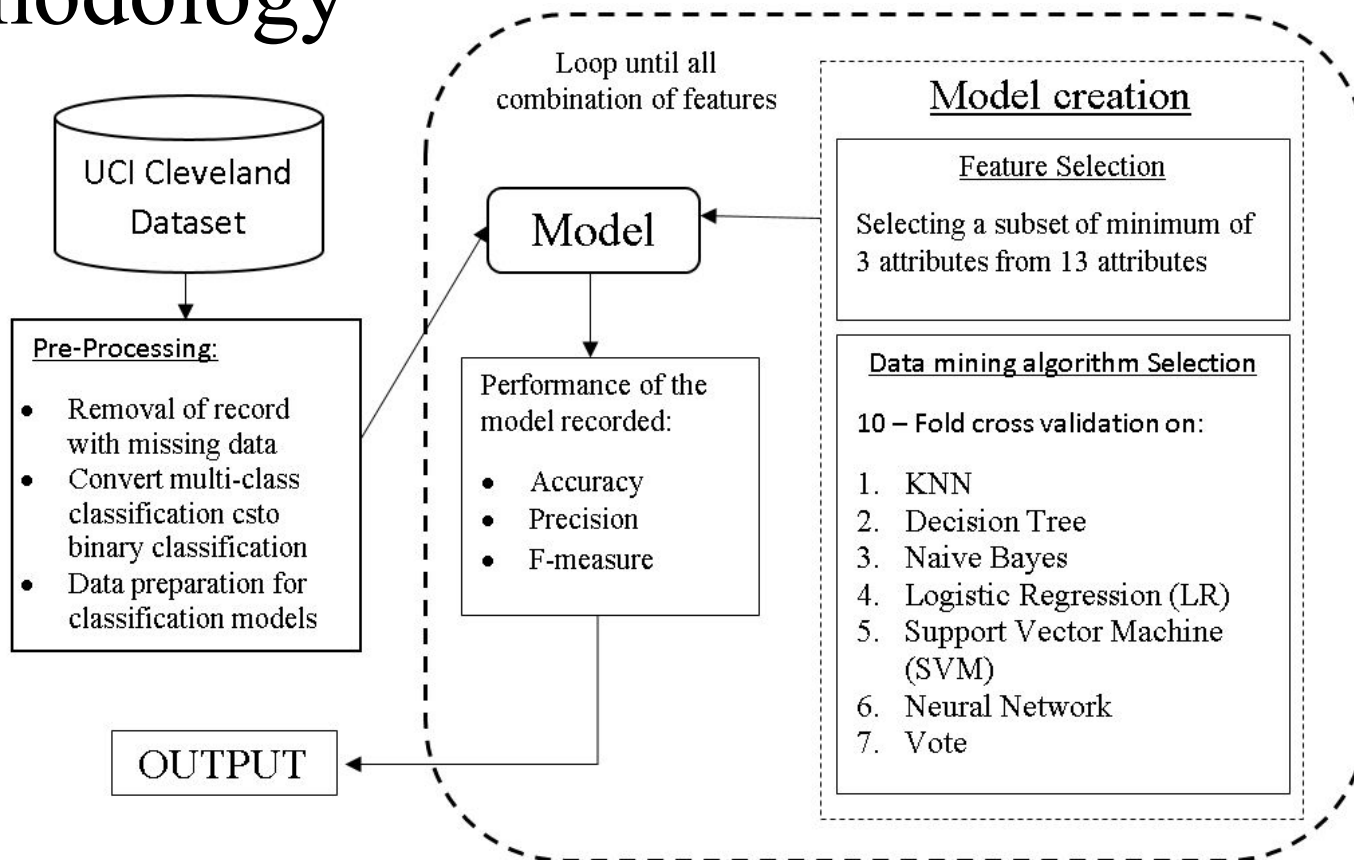 nodology
UCI Cleveland
Dataset
Pre-Processing:
• Removal of record
with missing data
• Convert multi-class
classification csto
binary classification
• Data preparation for
classification models
OUTPUT
Loop until all
combination of features
Model
Performance of the
model recorded:
• Accuracy
• Precision
• F-measure
Model creation
Feature Selection
Selecting a subset of minimum of
3 attributes from 13 attributes
Data mining algorithm Selection
10 – Fold cross validation on:
1. KNN
2. Decision Tree
3. Naive Bayes
4. Logistic Regression (LR)
5. Support Vector Machine
(SVM)
6. Neural Network
7. Vote